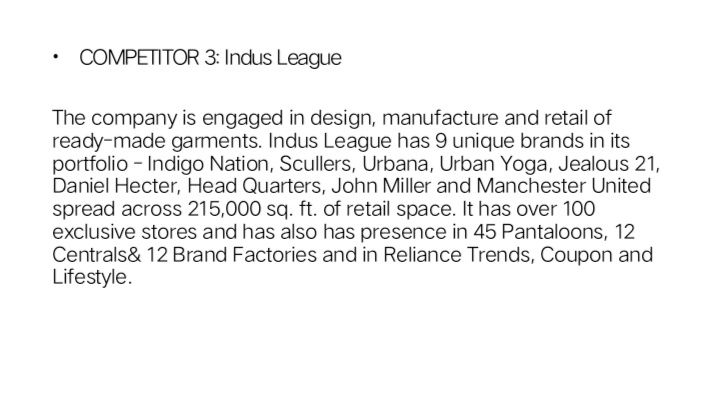 • COMPETITOR 3: Indus League
The company is engaged in design, manufacture and retail of
ready-made garments. Indus League has 9 unique brands in its
portfolio - Indigo Nation, Scullers, Urbana, Urban Yoga, Jealous 21,
Daniel Hecter, Head Quarters, John Miller and Manchester United
spread across 215,000 sq. ft. of retail space. It has over 100
exclusive stores and has also has presence in 45 Pantaloons, 12
Centrals& 12 Brand Factories and in Reliance Trends, Coupon and
Lifestyle.